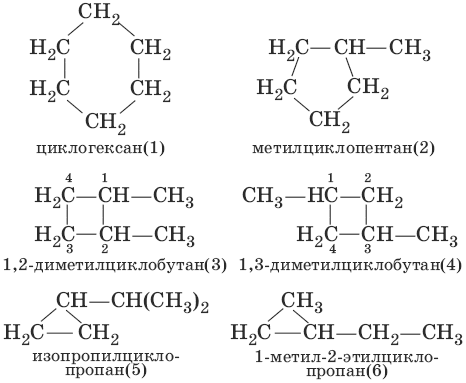 CH₂
H₂C CH₂
H₂C CH₂
CH₂
циклогексан(1)
H₂C—CH—CH₃
H₂C CH₂
CH₂
метилциклопентан(2)
4 1
H₂C—CH—CH₃
H₂C—CH—CH₃
3 2
1,2-диметилциклобутан(3)
1 2
CH₃—HC—CH₂
H₂C—CH—CH₃
4 3
1,3-диметилциклобутан(4)
CH—CH(CH₃)₂
H₂C—CH₂
изопропилцикло-
пропан(5)
CH₃
H₂C—CH—CH₂—CH₃
1-метил-2-этилцикло-
пропан(6)